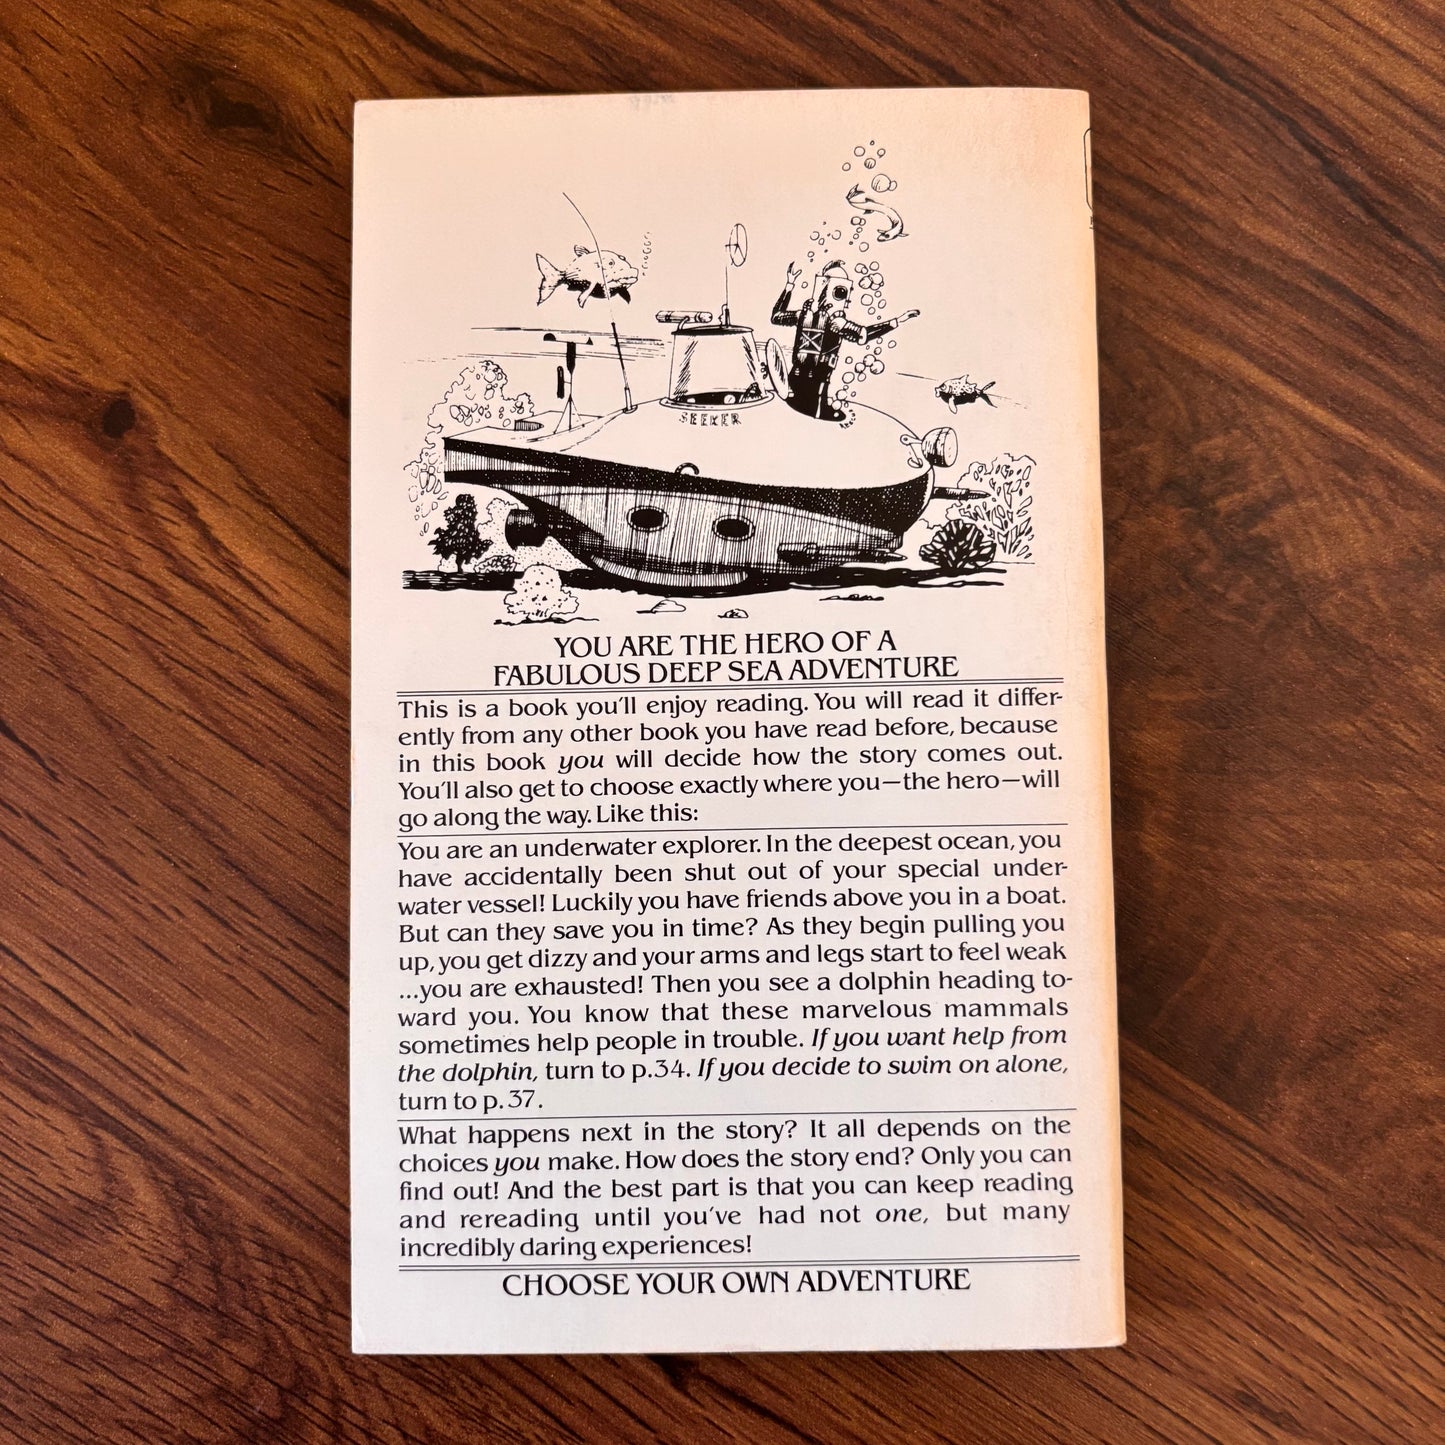 SEEKER
YOU ARE THE HERO OF A
FABULOUS DEEP SEA ADVENTURE
This is a book you'll enjoy reading. You will read it differ-
ently from any other book you have read before, because
in this book you will decide how the story comes out.
You'll also get to choose exactly where you—the hero—will
go along the way. Like this:
You are an underwater explorer. In the deepest ocean, you
have accidentally been shut out of your special under-
water vessel! Luckily you have friends above you in a boat.
But can they save you in time? As they begin pulling you
up, you get dizzy and your arms and legs start to feel weak
...you are exhausted! Then you see a dolphin heading to-
ward you. You know that these marvelous mammals
sometimes help people in trouble. If you want help from
the dolphin, turn to p.34. If you decide to swim on alone,
turn to p.37.
What happens next in the story? It all depends on the
choices you make. How does the story end? Only you can
find out! And the best part is that you can keep reading
and rereading until you've had not one, but many
incredibly daring experiences!
CHOOSE YOUR OWN ADVENTURE